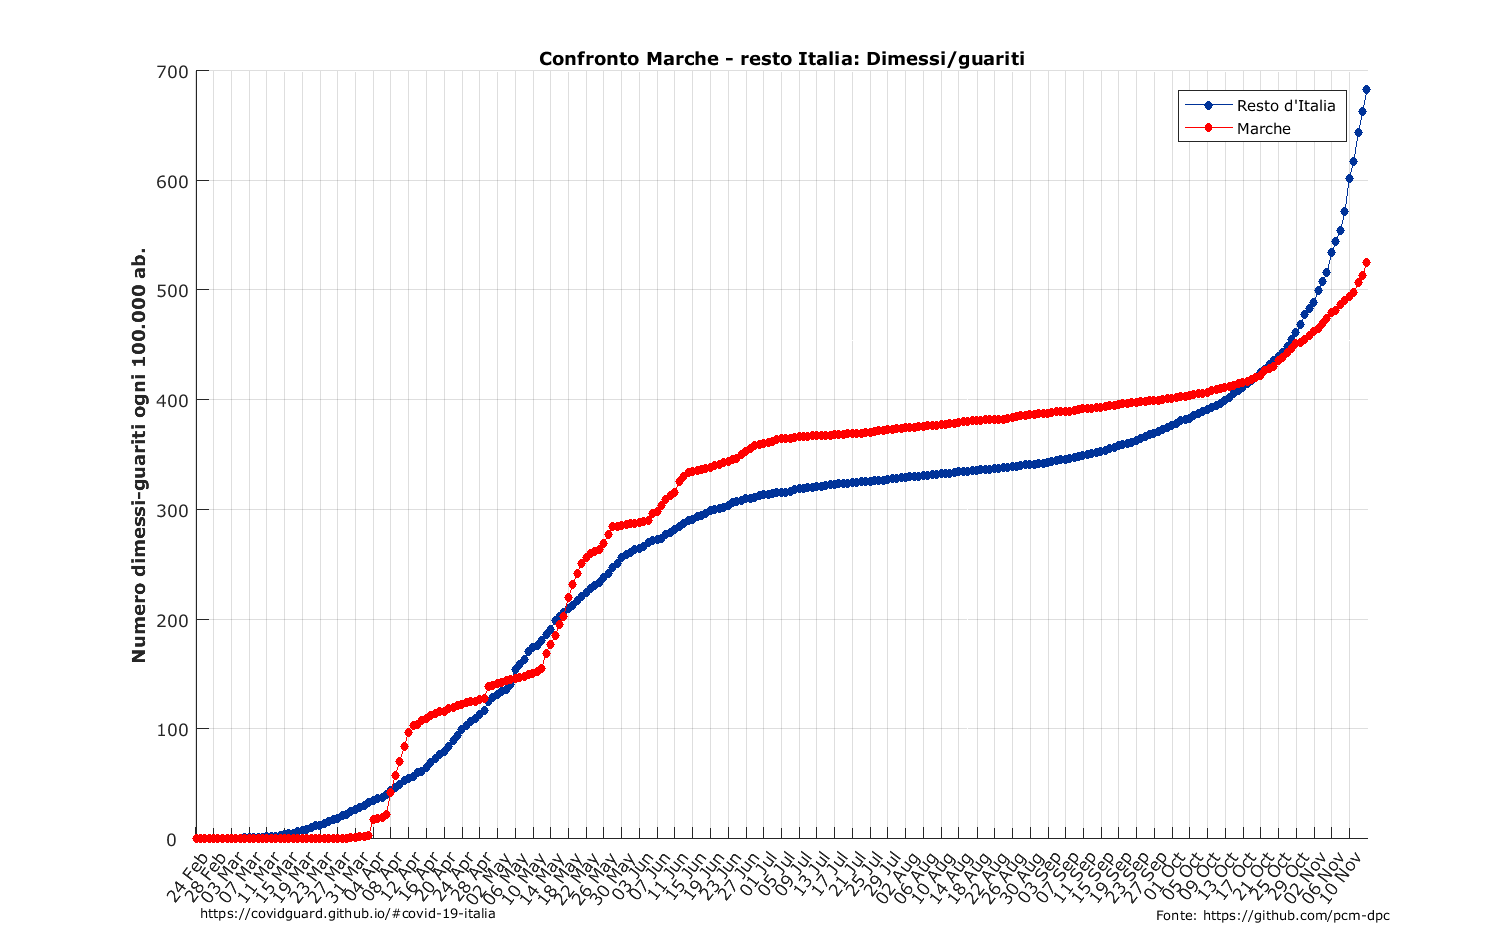 Confronto Marche - resto Italia: Dimessi/guariti
Resto d'Italia
Marche
Numero dimessi-guariti ogni 100.000 ab.
700
600
500
400
300
200
100
0
24 Feb
28 Feb
03 Mar
07 Mar
11 Mar
15 Mar
19 Mar
23 Mar
27 Mar
31 Mar
04 Apr
08 Apr
12 Apr
16 Apr
20 Apr
24 Apr
28 Apr
02 May
06 May
10 May
14 May
18 May
22 May
26 May
30 May
03 Jun
07 Jun
11 Jun
15 Jun
19 Jun
23 Jun
27 Jun
01 Jul
05 Jul
09 Jul
13 Jul
17 Jul
21 Jul
25 Jul
29 Jul
02 Aug
06 Aug
10 Aug
14 Aug
18 Aug
22 Aug
26 Aug
30 Aug
03 Sep
07 Sep
11 Sep
15 Sep
19 Sep
23 Sep
27 Sep
01 Oct
05 Oct
09 Oct
13 Oct
17 Oct
21 Oct
25 Oct
29 Oct
02 Nov
06 Nov
10 Nov
https://covidguard.github.io/#covid-19-italia
Fonte: https://github.com/pcm-dpc